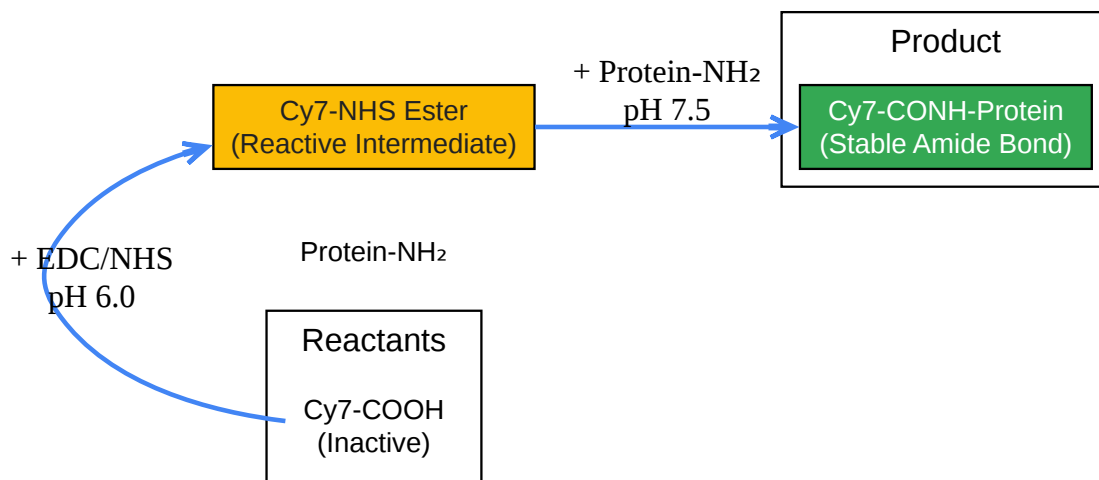 Product
+ Protein-NH₂
pH 7.5
Cy7-NHS Ester
(Reactive Intermediate)
Cy7-CONH-Protein
(Stable Amide Bond)
+ EDC/NHS
pH 6.0
Protein-NH₂
Reactants
Cy7-COOH
(Inactive)